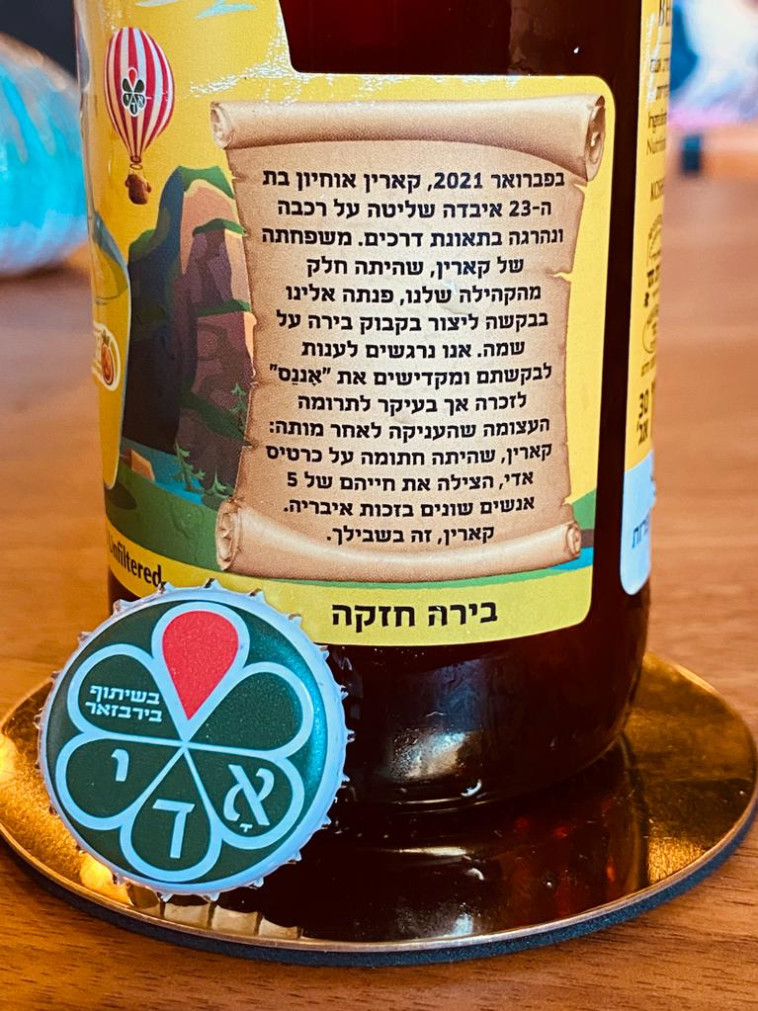 בפברואר 2021, קארין אוחיון בת
ה-23 איבדה שליטה על רכבה
ונהרגה בתאונת דרכים. משפחתה
של קארין, שהיתה חלק
מהקהילה שלנו, פנתה אלינו
בבקשה ליצור בקבוק בירה על
שמה. אנו נרגשים לענות
לבקשתם ומקדישים את "אִננַס"
לזכרה אך בעיקר לתרומה
העצומה שהעניקה לאחר מותה:
קארין, שהיתה חתומה על כרטיס
אדי, הצילה את חייהם של 5
אנשים שונים בזכות איבריה.
קארין, זה בשבילך.
Unfiltered
בירה חזקה
בשיתוף
בירבזאר
אָ
ד
י
30